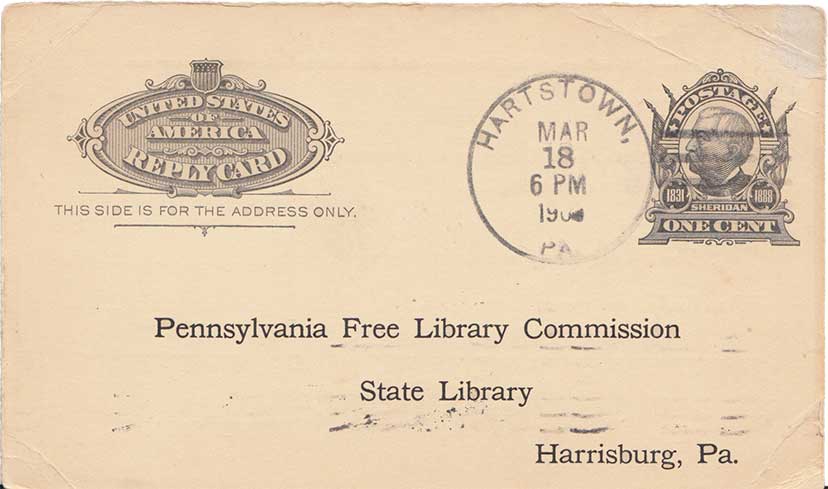 UNITED STATES
OF
AMERICA
REPLY CARD
THIS SIDE IS FOR THE ADDRESS ONLY.
HARTSTOWN,
MAR
18
6 PM
PA
POSTAGE
1831
1888
SHERIDAN
ONE CENT
Pennsylvania Free Library Commission
State Library
Harrisburg, Pa.